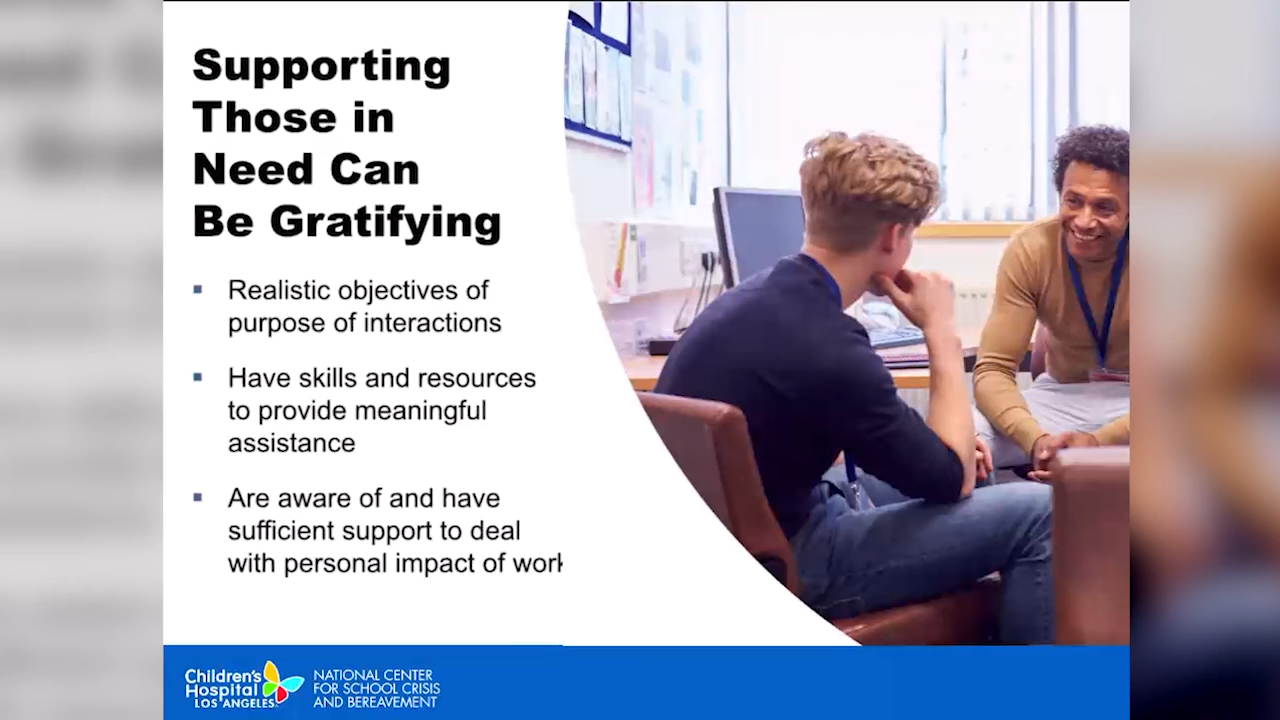 Supporting
Those in
Need Can
Be Gratifying
▪ Realistic objectives of
purpose of interactions
▪ Have skills and resources
to provide meaningful
assistance
▪ Are aware of and have
sufficient support to deal
with personal impact of work
Children's
Hospital
LOS ANGELES
NATIONAL CENTER
FOR SCHOOL CRISIS
AND BEREAVEMENT